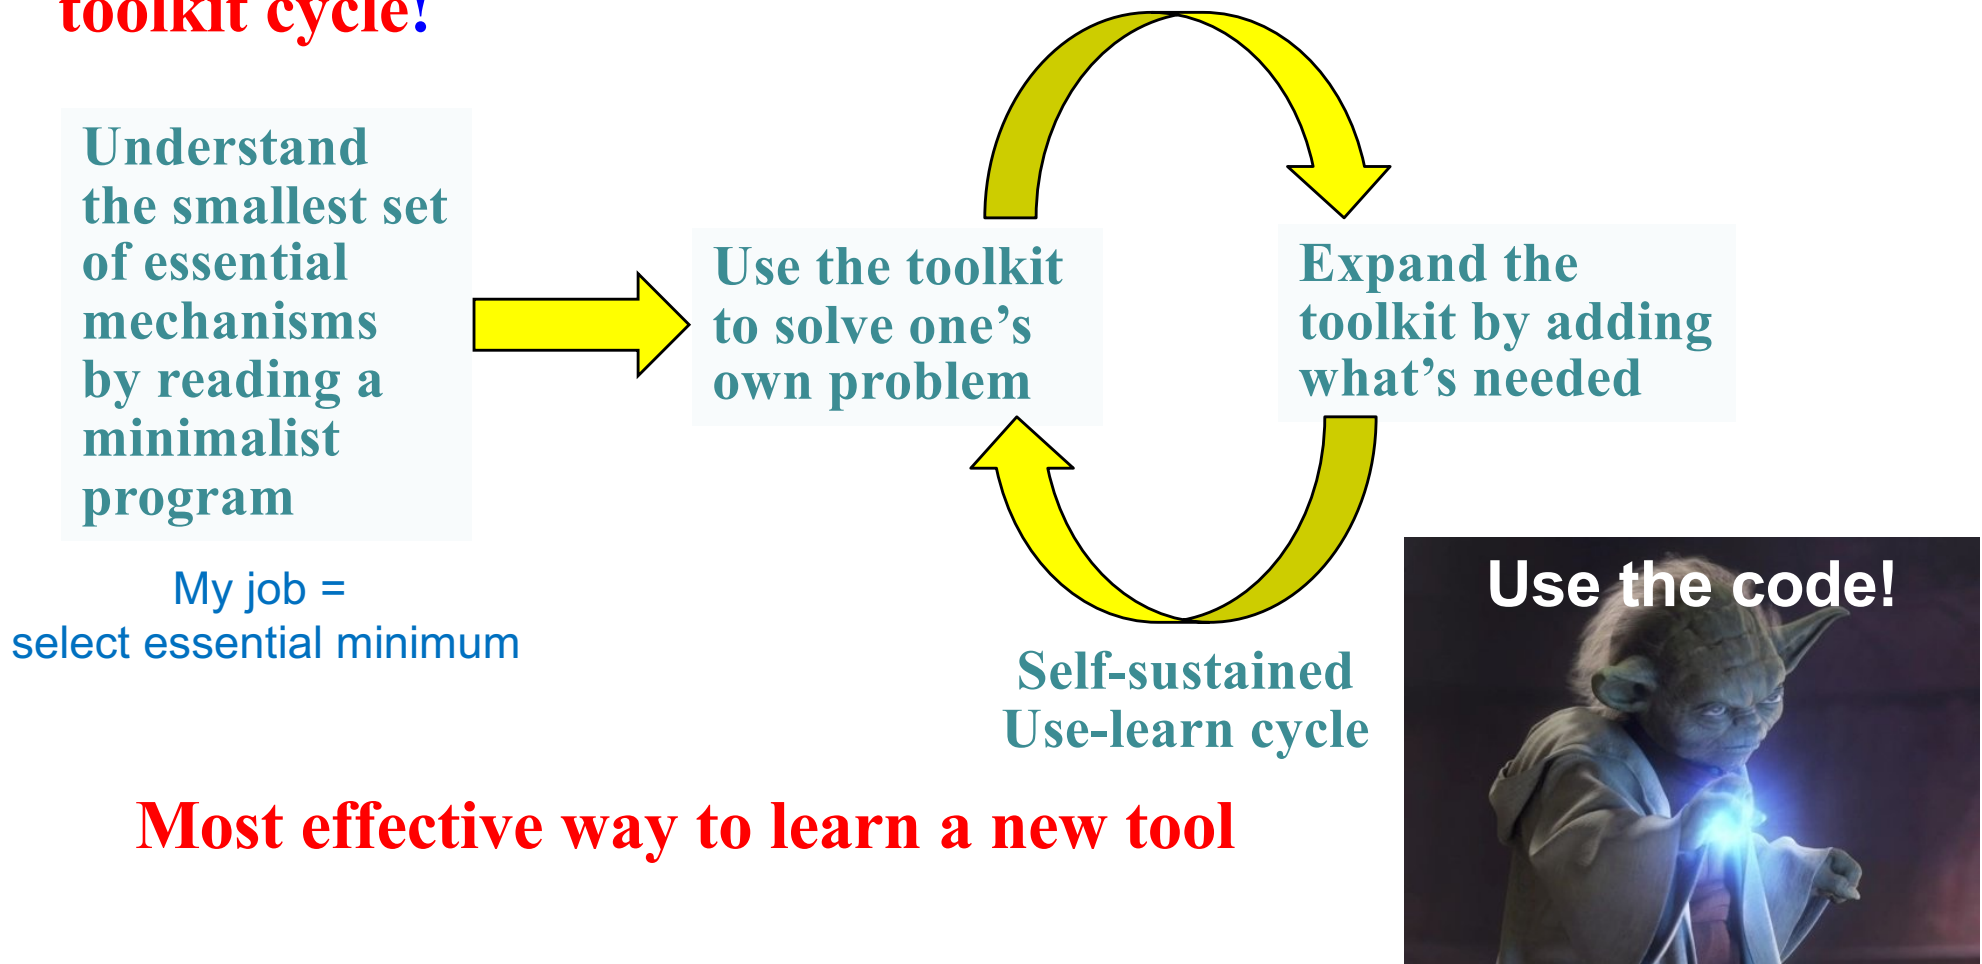 toolkit cycle!
Understand
the smallest set
of essential
mechanisms
by reading a
minimalist
program
My job =
select essential minimum
Use the toolkit
to solve one’s
own problem
Expand the
toolkit by adding
what’s needed
Self-sustained
Use-learn cycle
Use the code!
Most effective way to learn a new tool